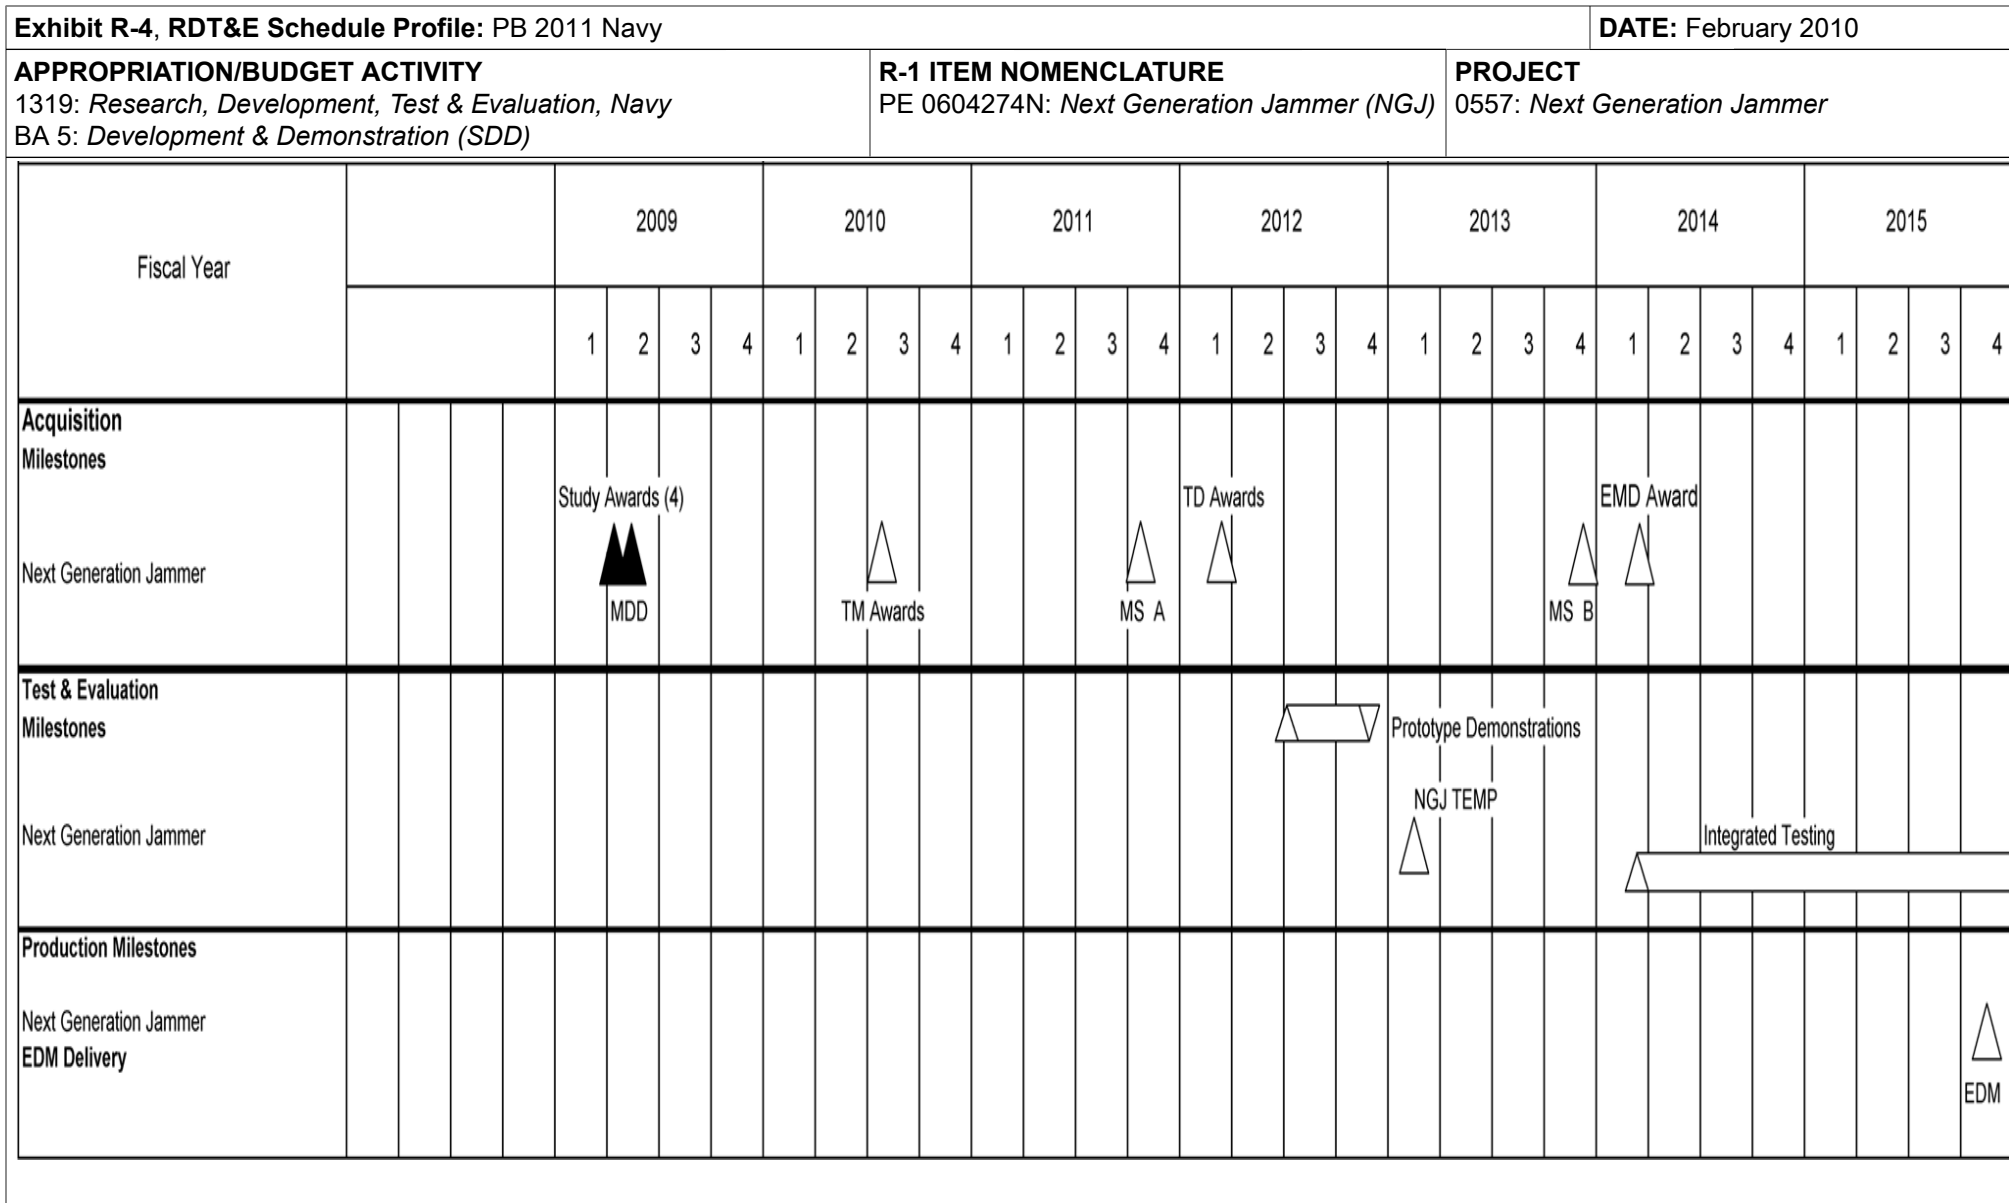 Exhibit R-4, RDT&E Schedule Profile: PB 2011 Navy
DATE: February 2010
APPROPRIATION/BUDGET ACTIVITY
1319: Research, Development, Test & Evaluation, Navy
BA 5: Development & Demonstration (SDD)
R-1 ITEM NOMENCLATURE
PE 0604274N: Next Generation Jammer (NGJ)
PROJECT
0557: Next Generation Jammer
Fiscal Year
2009 2010 2011 2012 2013 2014 2015
1 2 3 4 1 2 3 4 1 2 3 4 1 2 3 4 1 2 3 4 1 2 3 4 1 2 3 4
Acquisition
Milestones
Study Awards (4)
TD Awards
EMD Award
Next Generation Jammer
MDD
TM Awards
MS A
MS B
Test & Evaluation
Milestones
Prototype Demonstrations
NGJ TEMP
Next Generation Jammer
Integrated Testing
Production Milestones
Next Generation Jammer
EDM Delivery
EDM